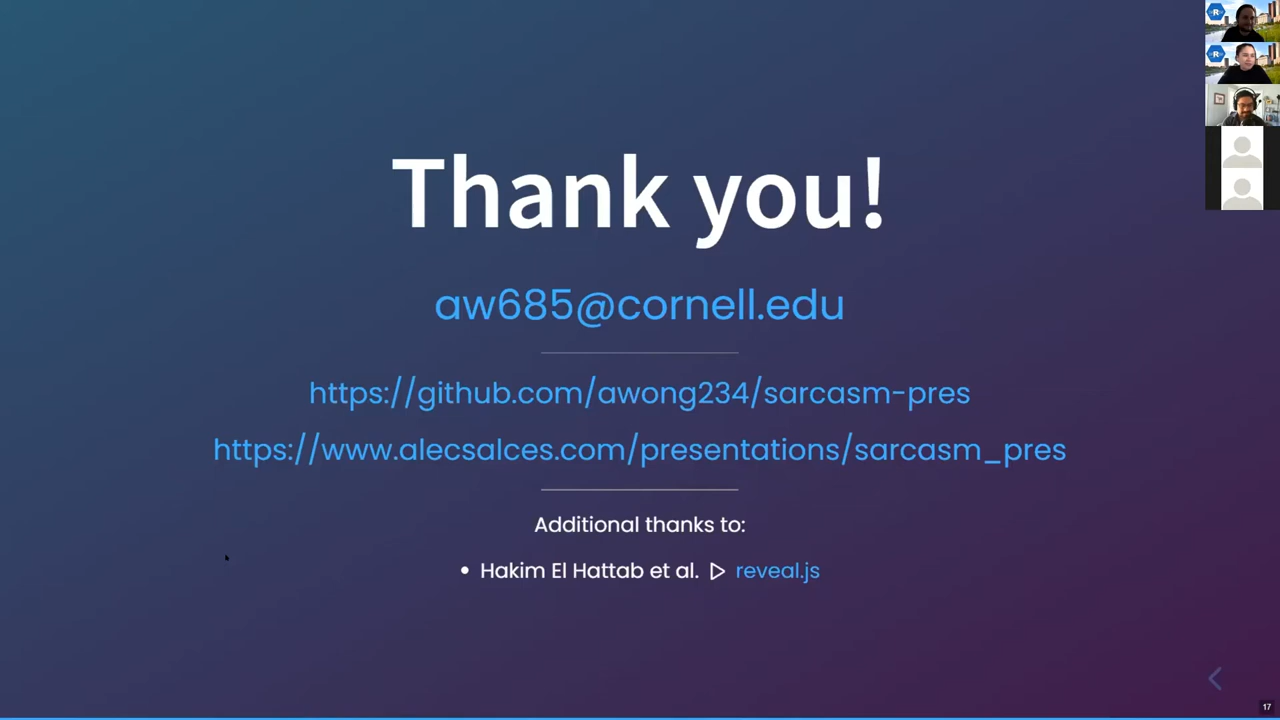 Thank you!
aw685@cornell.edu
https://github.com/awong234/sarcasm-pres
https://www.alecsalces.com/presentations/sarcasm_pres
Additional thanks to:
• Hakim El Hattab et al. ▷ reveal.js
17
R
R